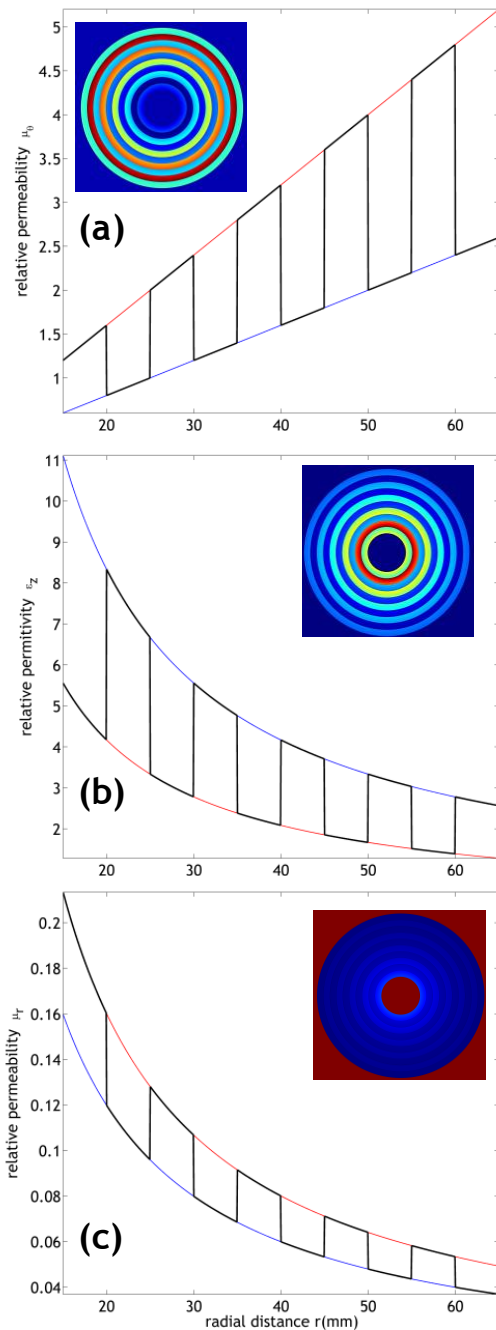 5
4.5
4
3.5
3
2.5
2
1.5
1
relative permeability μθ
(a)
20 30 40 50 60
11
10
9
8
7
6
5
4
3
2
relative permitivity εz
(b)
20 30 40 50 60
0.2
0.18
0.16
0.14
0.12
0.1
0.08
0.06
0.04
relative permeability μr
(c)
20 30 40 50 60
radial distance r(mm)